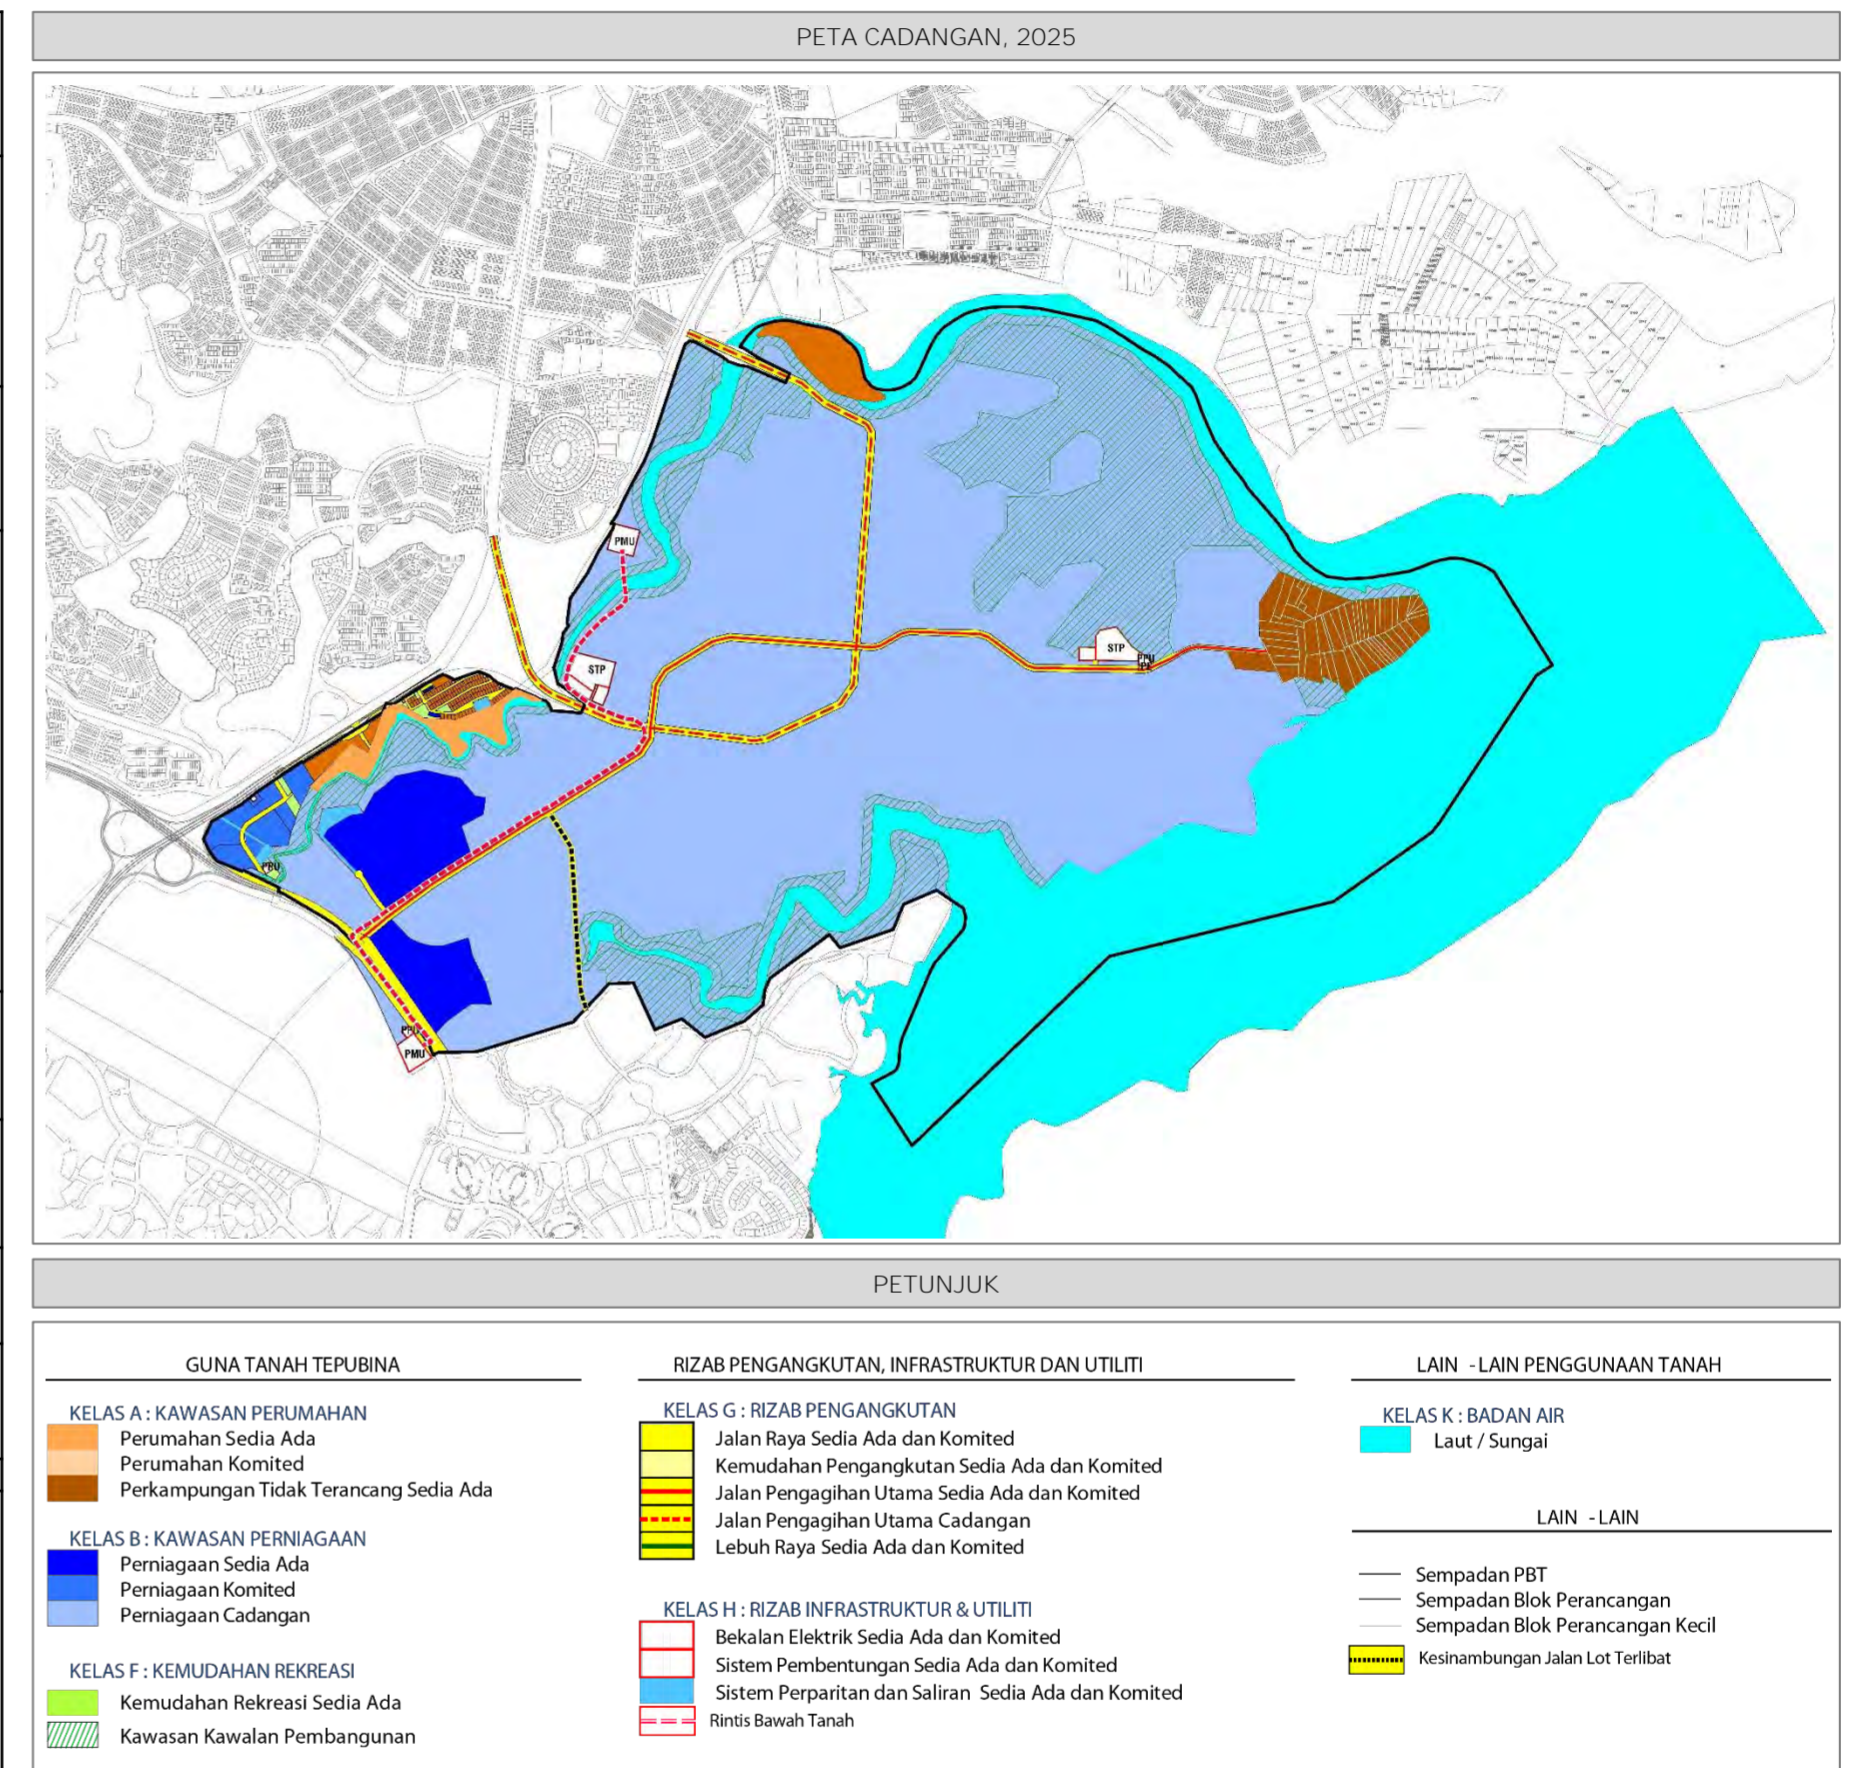 PETA CADANGAN, 2025
PMU
STP
STP
PPU
PMU
PETUNJUK
GUNA TANAH TEPUBINA
KELAS A : KAWASAN PERUMAHAN
Perumahan Sedia Ada
Perumahan Komited
Perkampungan Tidak Terancang Sedia Ada
KELAS B : KAWASAN PERNIAGAAN
Perniagaan Sedia Ada
Perniagaan Komited
Perniagaan Cadangan
KELAS F : KEMUDAHAN REKREASI
Kemudahan Rekreasi Sedia Ada
Kawasan Kawalan Pembangunan
RIZAB PENGANGKUTAN, INFRASTRUKTUR DAN UTILITI
KELAS G : RIZAB PENGANGKUTAN
Jalan Raya Sedia Ada dan Komited
Kemudahan Pengangkutan Sedia Ada dan Komited
Jalan Pengagihan Utama Sedia Ada dan Komited
Jalan Pengagihan Utama Cadangan
Lebuh Raya Sedia Ada dan Komited
KELAS H : RIZAB INFRASTRUKTUR & UTILITI
Bekalan Elektrik Sedia Ada dan Komited
Sistem Pembentungan Sedia Ada dan Komited
Sistem Perparitan dan Saliran Sedia Ada dan Komited
Rintis Bawah Tanah
LAIN - LAIN PENGGUNAAN TANAH
KELAS K : BADAN AIR
Laut / Sungai
LAIN - LAIN
Sempadan PBT
Sempadan Blok Perancangan
Sempadan Blok Perancangan Kecil
Kesinambungan Jalan Lot Terlibat